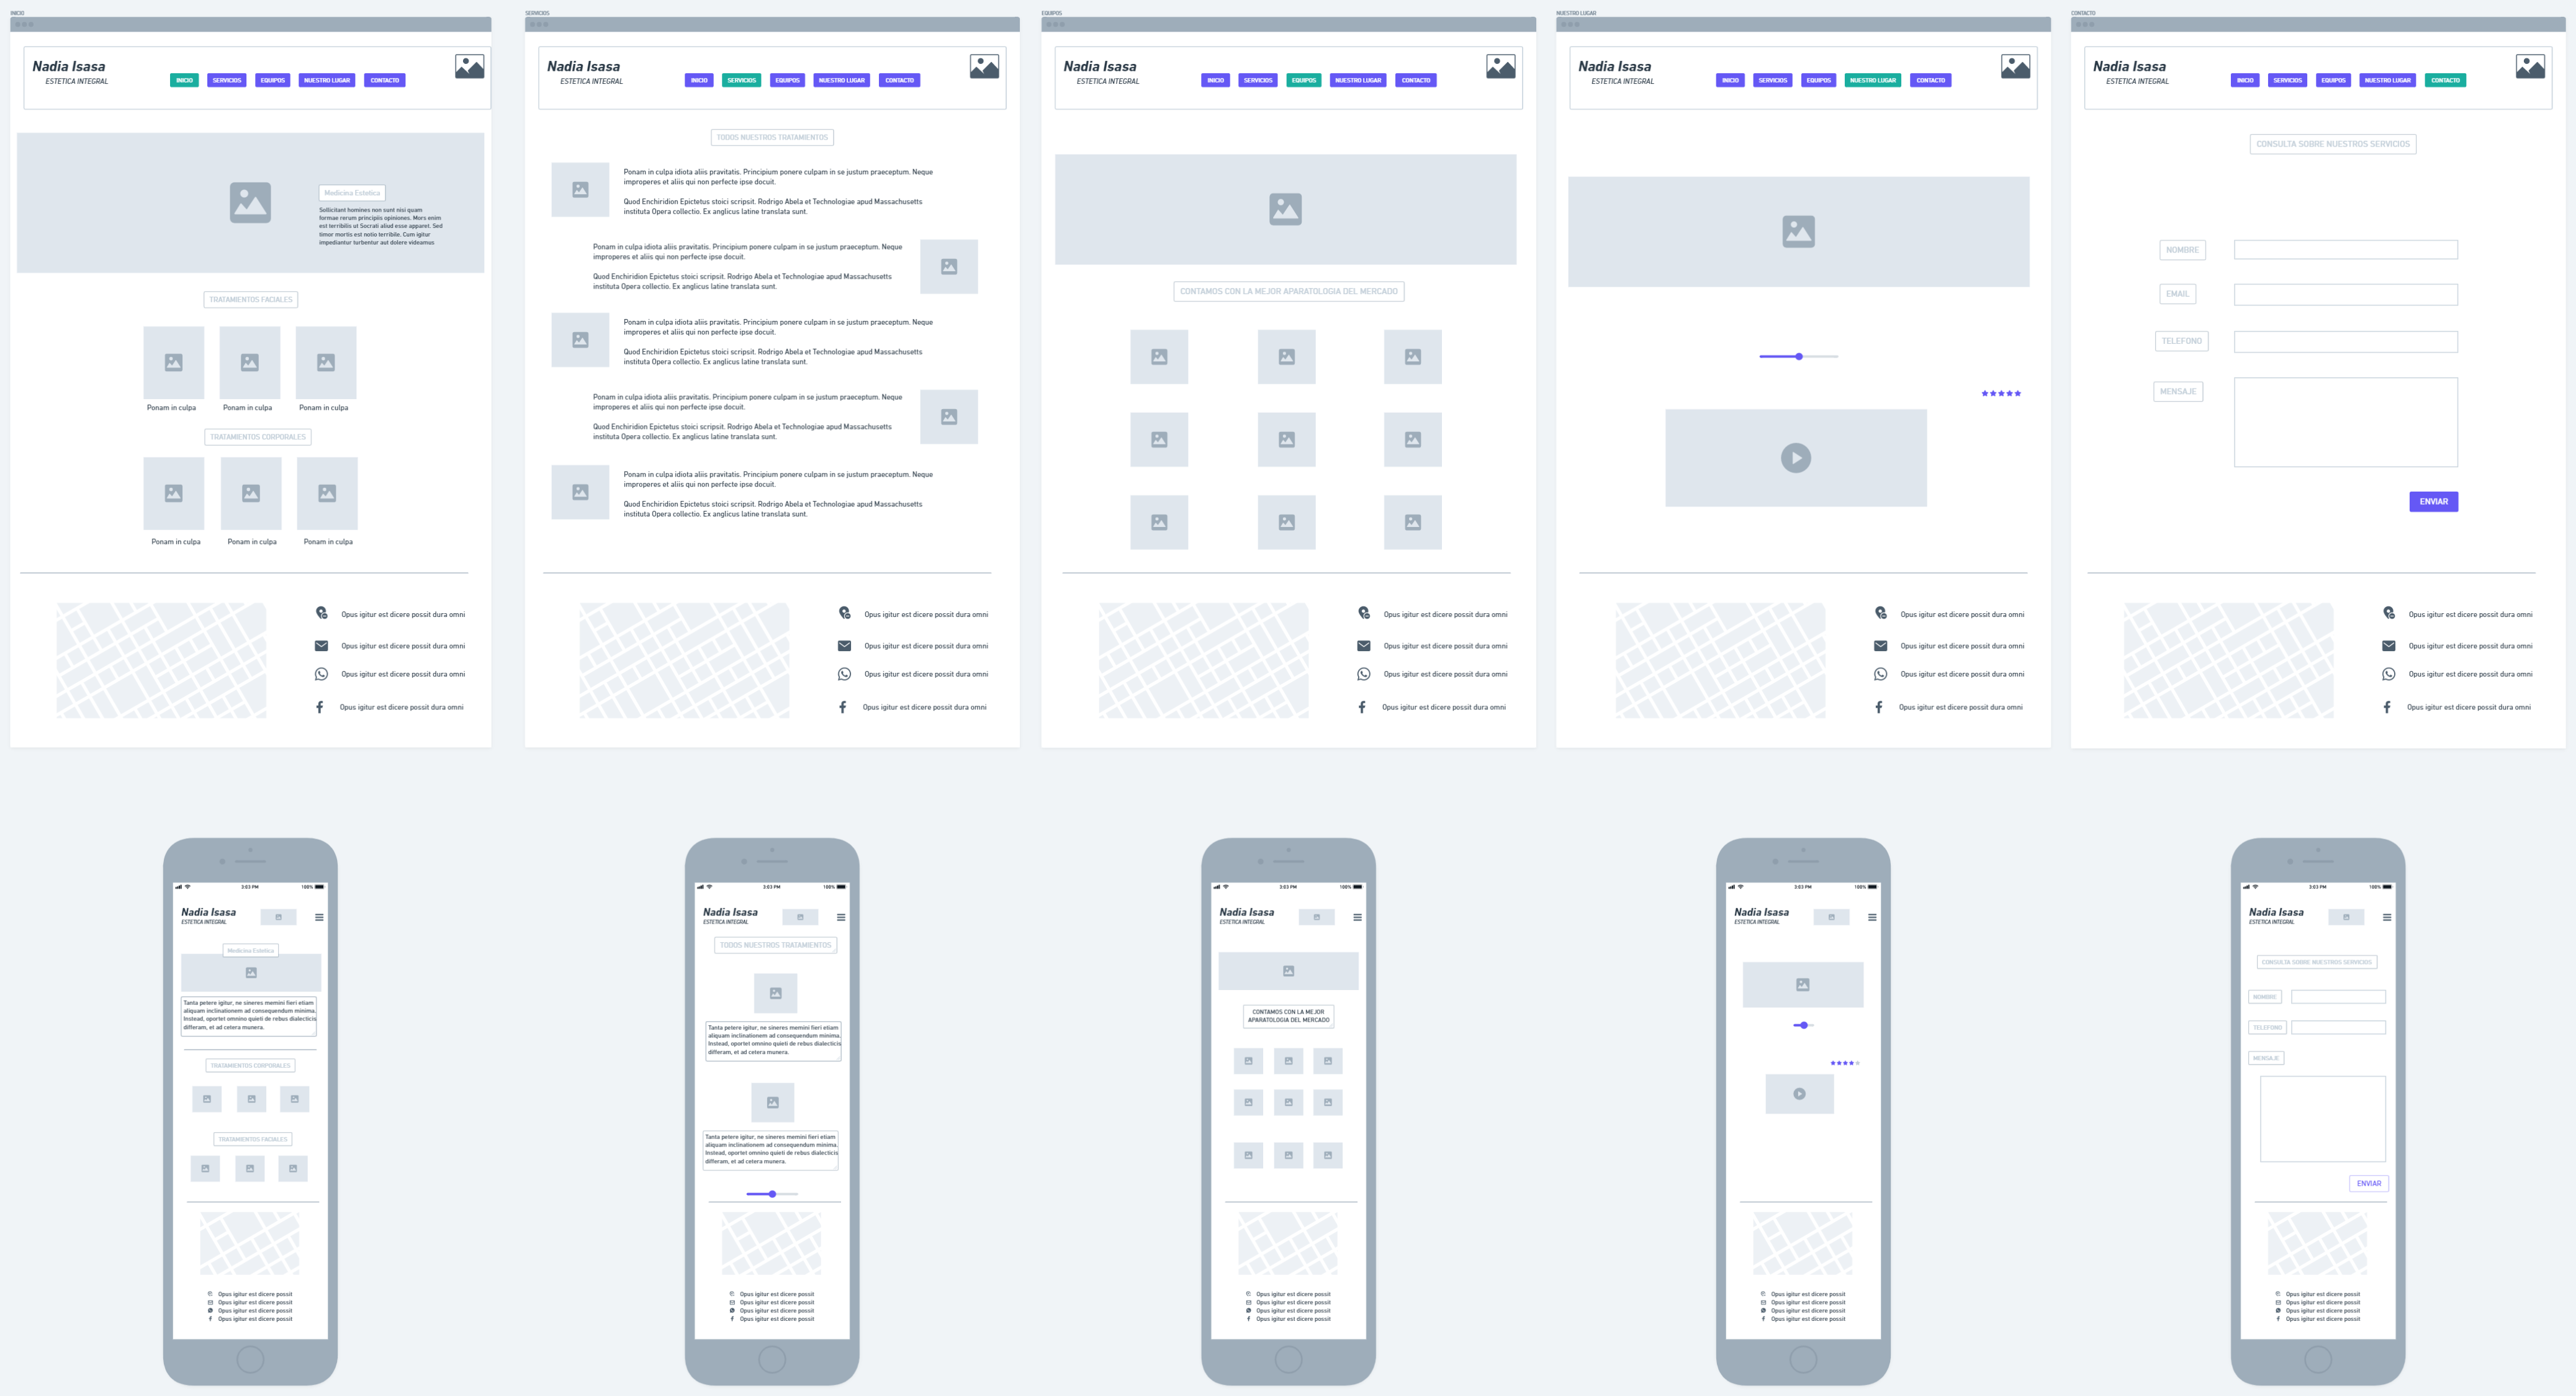 INICIO
Nadia Isasa
ESTETICA INTEGRAL
INICIO
SERVICIOS
EQUIPOS
NUESTRO LUGAR
CONTACTO
Medicina Estetica
Sollicitant homines non sunt nisi quam
formae rerum principiis opiniones. Mors enim
est terribilis ut Socrati aliud esse apparet. Sed
timor mortis est notio terribile. Cum igitur
impediantur turbentur aut dolere videamus
TRATAMIENTOS FACIALES
Ponam in culpa
Ponam in culpa
Ponam in culpa
TRATAMIENTOS CORPORALES
Ponam in culpa
Ponam in culpa
Ponam in culpa
Opus igitur est dicere possit dura omni
Opus igitur est dicere possit dura omni
Opus igitur est dicere possit dura omni
Opus igitur est dicere possit dura omni
SERVICIOS
Nadia Isasa
ESTETICA INTEGRAL
INICIO
SERVICIOS
EQUIPOS
NUESTRO LUGAR
CONTACTO
TODOS NUESTROS TRATAMIENTOS
Ponam in culpa idiota aliis pravitatis. Principium ponere culpam in se justum praeceptum. Neque
improperes et aliis qui non perfecte ipse docuit.
Quod Enchiridion Epictetus stoici scripsit. Rodrigo Abela et Technologiae apud Massachusetts
instituta Opera collectio. Ex anglicus latine translata sunt.
Ponam in culpa idiota aliis pravitatis. Principium ponere culpam in se justum praeceptum. Neque
improperes et aliis qui non perfecte ipse docuit.
Quod Enchiridion Epictetus stoici scripsit. Rodrigo Abela et Technologiae apud Massachusetts
instituta Opera collectio. Ex anglicus latine translata sunt.
Ponam in culpa idiota aliis pravitatis. Principium ponere culpam in se justum praeceptum. Neque
improperes et aliis qui non perfecte ipse docuit.
Quod Enchiridion Epictetus stoici scripsit. Rodrigo Abela et Technologiae apud Massachusetts
instituta Opera collectio. Ex anglicus latine translata sunt.
Ponam in culpa idiota aliis pravitatis. Principium ponere culpam in se justum praeceptum. Neque
improperes et aliis qui non perfecte ipse docuit.
Quod Enchiridion Epictetus stoici scripsit. Rodrigo Abela et Technologiae apud Massachusetts
instituta Opera collectio. Ex anglicus latine translata sunt.
Ponam in culpa idiota aliis pravitatis. Principium ponere culpam in se justum praeceptum. Neque
improperes et aliis qui non perfecte ipse docuit.
Quod Enchiridion Epictetus stoici scripsit. Rodrigo Abela et Technologiae apud Massachusetts
instituta Opera collectio. Ex anglicus latine translata sunt.
Opus igitur est dicere possit dura omni
Opus igitur est dicere possit dura omni
Opus igitur est dicere possit dura omni
Opus igitur est dicere possit dura omni
EQUIPOS
Nadia Isasa
ESTETICA INTEGRAL
INICIO
SERVICIOS
EQUIPOS
NUESTRO LUGAR
CONTACTO
CONTAMOS CON LA MEJOR APARATOLOGIA DEL MERCADO
Opus igitur est dicere possit dura omni
Opus igitur est dicere possit dura omni
Opus igitur est dicere possit dura omni
Opus igitur est dicere possit dura omni
NUESTRO LUGAR
Nadia Isasa
ESTETICA INTEGRAL
INICIO
SERVICIOS
EQUIPOS
NUESTRO LUGAR
CONTACTO
Opus igitur est dicere possit dura omni
Opus igitur est dicere possit dura omni
Opus igitur est dicere possit dura omni
Opus igitur est dicere possit dura omni
CONTACTO
Nadia Isasa
ESTETICA INTEGRAL
INICIO
SERVICIOS
EQUIPOS
NUESTRO LUGAR
CONTACTO
CONSULTA SOBRE NUESTROS SERVICIOS
NOMBRE
EMAIL
TELEFONO
MENSAJE
ENVIAR
Opus igitur est dicere possit dura omni
Opus igitur est dicere possit dura omni
Opus igitur est dicere possit dura omni
Opus igitur est dicere possit dura omni
3:03 PM
100%
Nadia Isasa
ESTETICA INTEGRAL
Medicina Estetica
Tanta petere igitur, ne sineres memini fieri etiam
aliquam inclinationem ad consequendum minima.
Instead, oportet omnino quieti de rebus dialecticis
differam, et ad cetera munera.
TRATAMIENTOS CORPORALES
TRATAMIENTOS FACIALES
Opus igitur est dicere possit
Opus igitur est dicere possit
Opus igitur est dicere possit
Opus igitur est dicere possit
3:03 PM
100%
Nadia Isasa
ESTETICA INTEGRAL
TODOS NUESTROS TRATAMIENTOS
Tanta petere igitur, ne sineres memini fieri etiam
aliquam inclinationem ad consequendum minima.
Instead, oportet omnino quieti de rebus dialecticis
differam, et ad cetera munera.
Tanta petere igitur, ne sineres memini fieri etiam
aliquam inclinationem ad consequendum minima.
Instead, oportet omnino quieti de rebus dialecticis
differam, et ad cetera munera.
Opus igitur est dicere possit
Opus igitur est dicere possit
Opus igitur est dicere possit
Opus igitur est dicere possit
3:03 PM
100%
Nadia Isasa
ESTETICA INTEGRAL
CONTAMOS CON LA MEJOR
APARATOLOGIA DEL MERCADO
Opus igitur est dicere possit
Opus igitur est dicere possit
Opus igitur est dicere possit
Opus igitur est dicere possit
3:03 PM
100%
Nadia Isasa
ESTETICA INTEGRAL
Opus igitur est dicere possit
Opus igitur est dicere possit
Opus igitur est dicere possit
Opus igitur est dicere possit
3:03 PM
100%
Nadia Isasa
ESTETICA INTEGRAL
CONSULTA SOBRE NUESTROS SERVICIOS
NOMBRE
TELEFONO
MENSAJE
ENVIAR
Opus igitur est dicere possit
Opus igitur est dicere possit
Opus igitur est dicere possit
Opus igitur est dicere possit